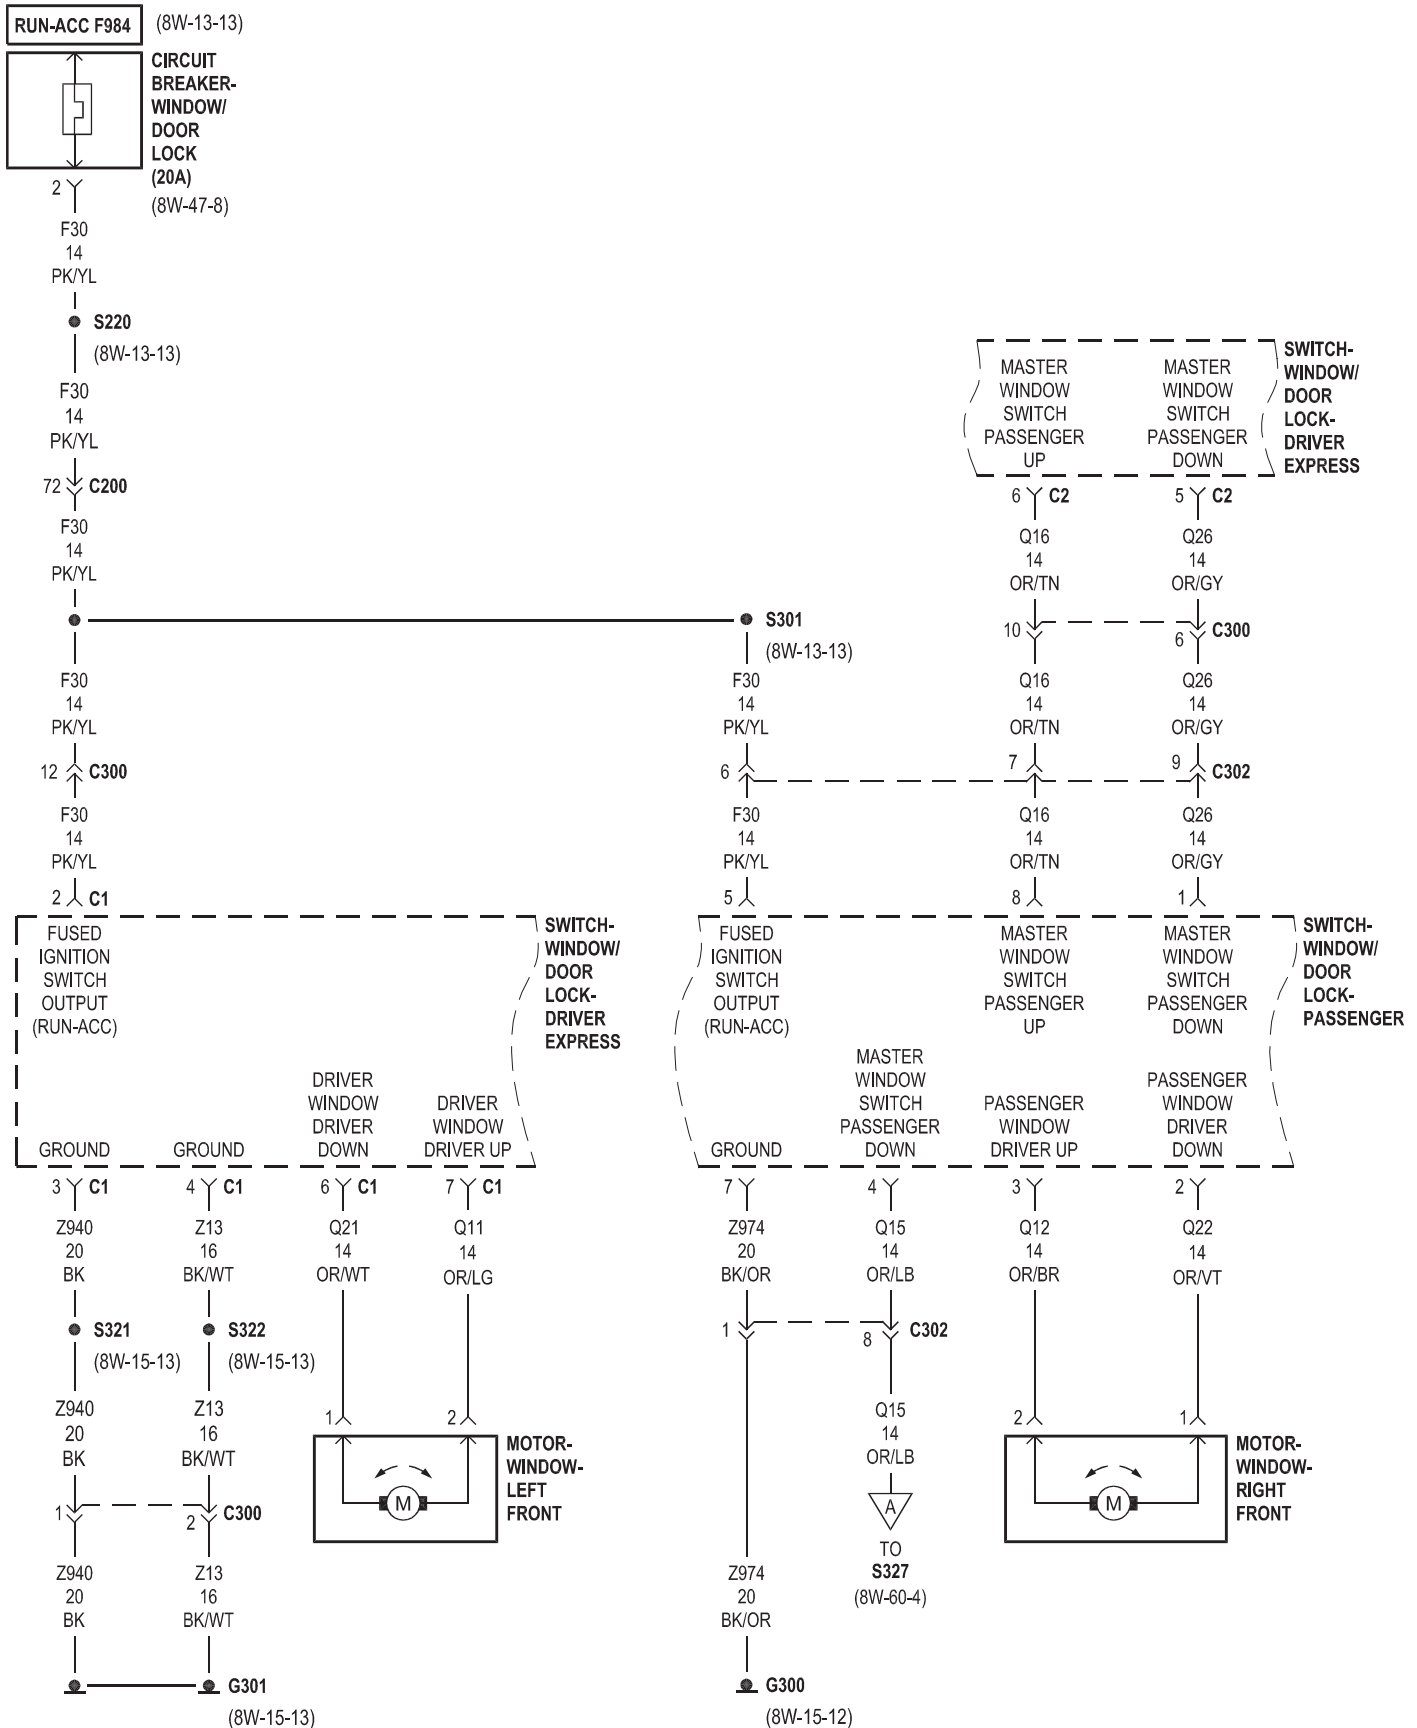 RUN-ACC F984
(8W-13-13)
CIRCUIT
BREAKER-
WINDOW/
DOOR
LOCK
(20A)
(8W-47-8)
2
F30
14
PK/YL
S220
(8W-13-13)
F30
14
PK/YL
72
C200
F30
14
PK/YL
S301
(8W-13-13)
F30
14
PK/YL
12
C300
F30
14
PK/YL
2
C1
F30
14
PK/YL
6
F30
14
PK/YL
5
MASTER
WINDOW
SWITCH
PASSENGER
UP
MASTER
WINDOW
SWITCH
PASSENGER
DOWN
SWITCH-
WINDOW/
DOOR
LOCK-
DRIVER
EXPRESS
6
C2
5
C2
Q16
14
OR/TN
Q26
14
OR/GY
10
6
C300
Q16
14
OR/TN
Q26
14
OR/GY
7
9
C302
Q16
14
OR/TN
Q26
14
OR/GY
8
1
FUSED
IGNITION
SWITCH
OUTPUT
(RUN-ACC)
SWITCH-
WINDOW/
DOOR
LOCK-
DRIVER
EXPRESS
GROUND
GROUND
DRIVER
WINDOW
DRIVER
DOWN
DRIVER
WINDOW
DRIVER UP
3
C1
4
C1
6
C1
7
C1
Z940
20
BK
Z13
16
BK/WT
Q21
14
OR/WT
Q11
14
OR/LG
S321
(8W-15-13)
S322
(8W-15-13)
Z940
20
BK
Z13
16
BK/WT
1
2
M
MOTOR-
WINDOW-
LEFT
FRONT
1
2
C300
Z940
20
BK
Z13
16
BK/WT
G301
(8W-15-13)
FUSED
IGNITION
SWITCH
OUTPUT
(RUN-ACC)
MASTER
WINDOW
SWITCH
PASSENGER
UP
MASTER
WINDOW
SWITCH
PASSENGER
DOWN
SWITCH-
WINDOW/
DOOR
LOCK-
PASSENGER
GROUND
MASTER
WINDOW
SWITCH
PASSENGER
DOWN
PASSENGER
WINDOW
DRIVER UP
PASSENGER
WINDOW
DRIVER
DOWN
7
4
3
2
Z974
20
BK/OR
Q15
14
OR/LB
Q12
14
OR/BR
Q22
14
OR/VT
1
8
C302
Q15
14
OR/LB
A
TO
S327
(8W-60-4)
2
1
M
MOTOR-
WINDOW-
RIGHT
FRONT
Z974
20
BK/OR
G300
(8W-15-12)